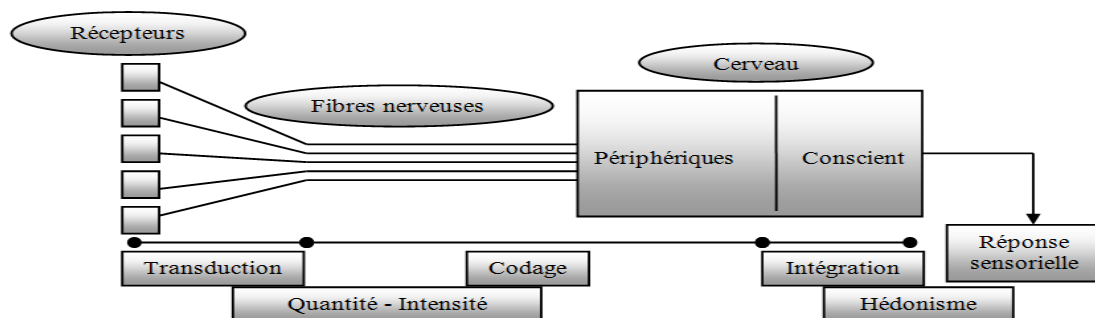 Récepteurs
Cerveau
Fibres nerveuses
Périphériques
Conscient
Réponse
sensorielle
Transduction
Codage
Intégration
Quantité - Intensité
Hédonisme